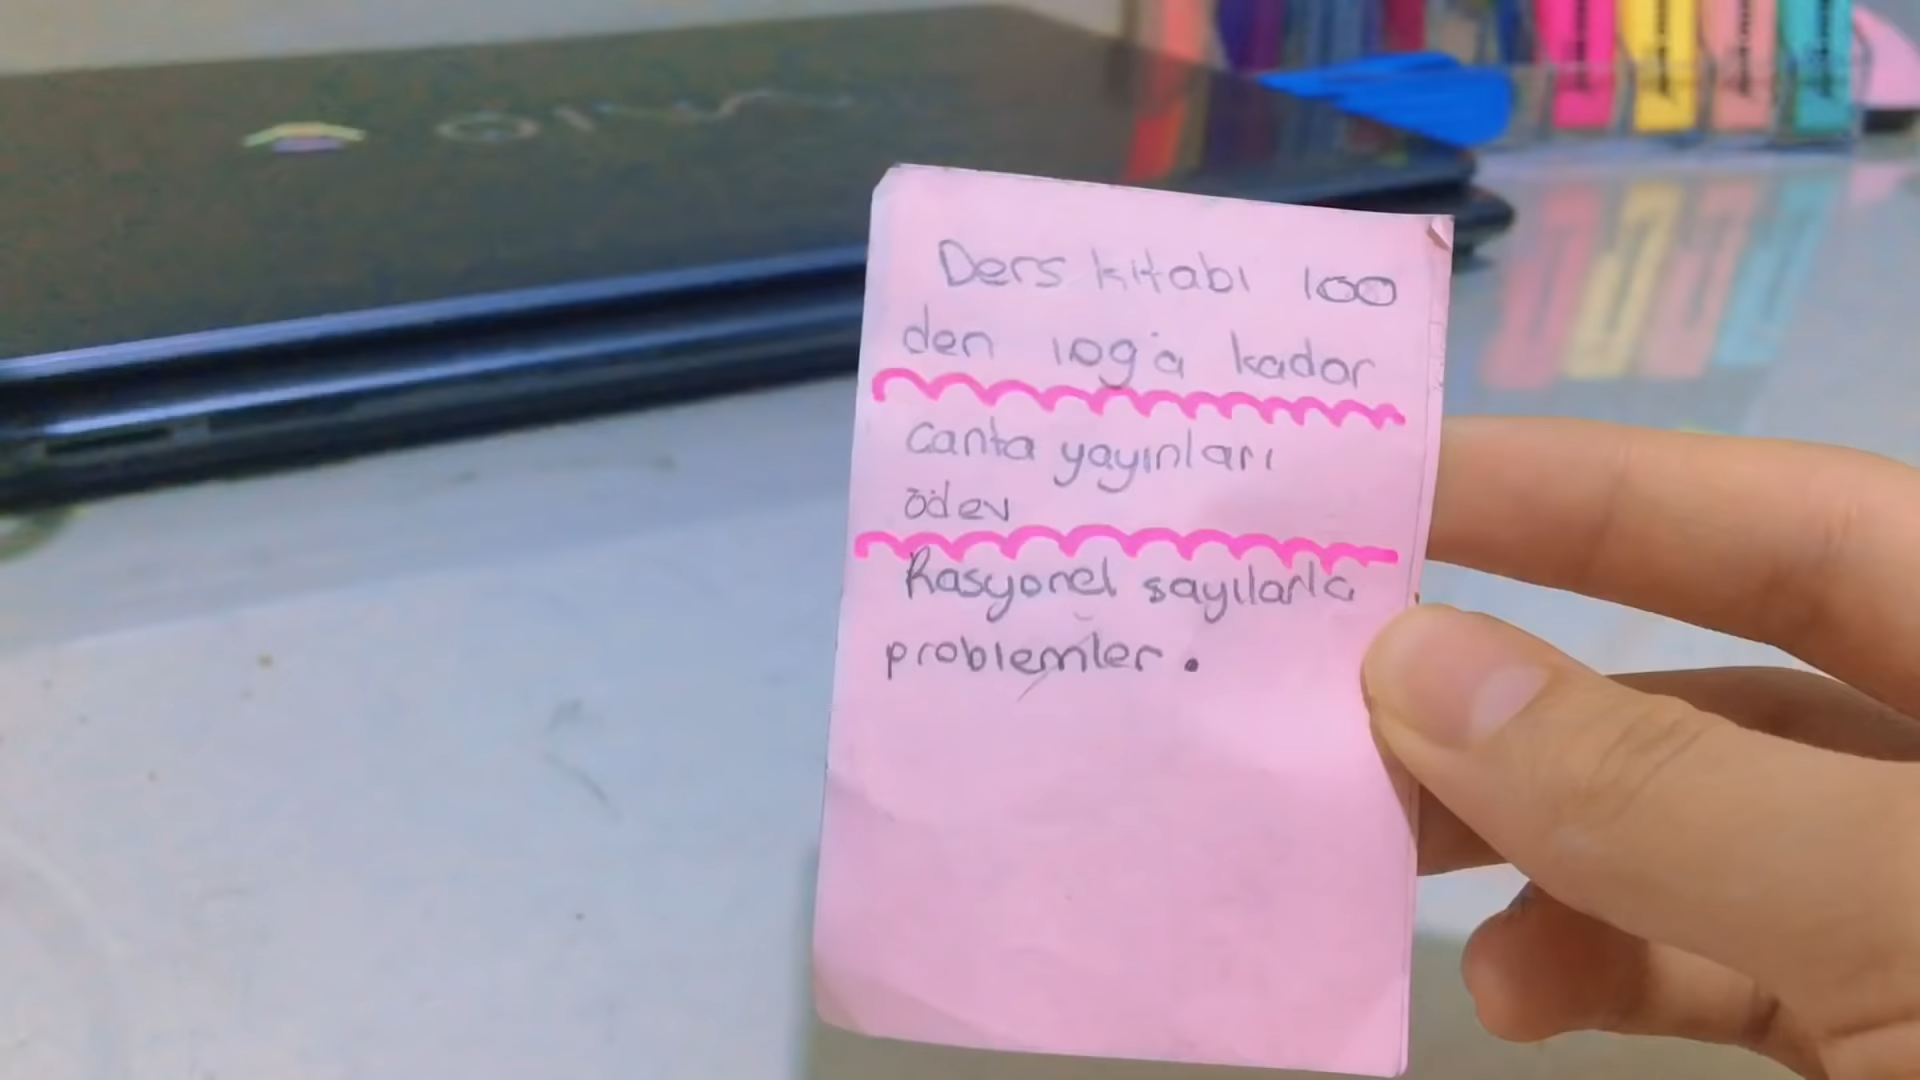 Ders kitabı 100
den 109'a kadar
canta yayınları
ödev
Rasyonel sayılarla
problemler.